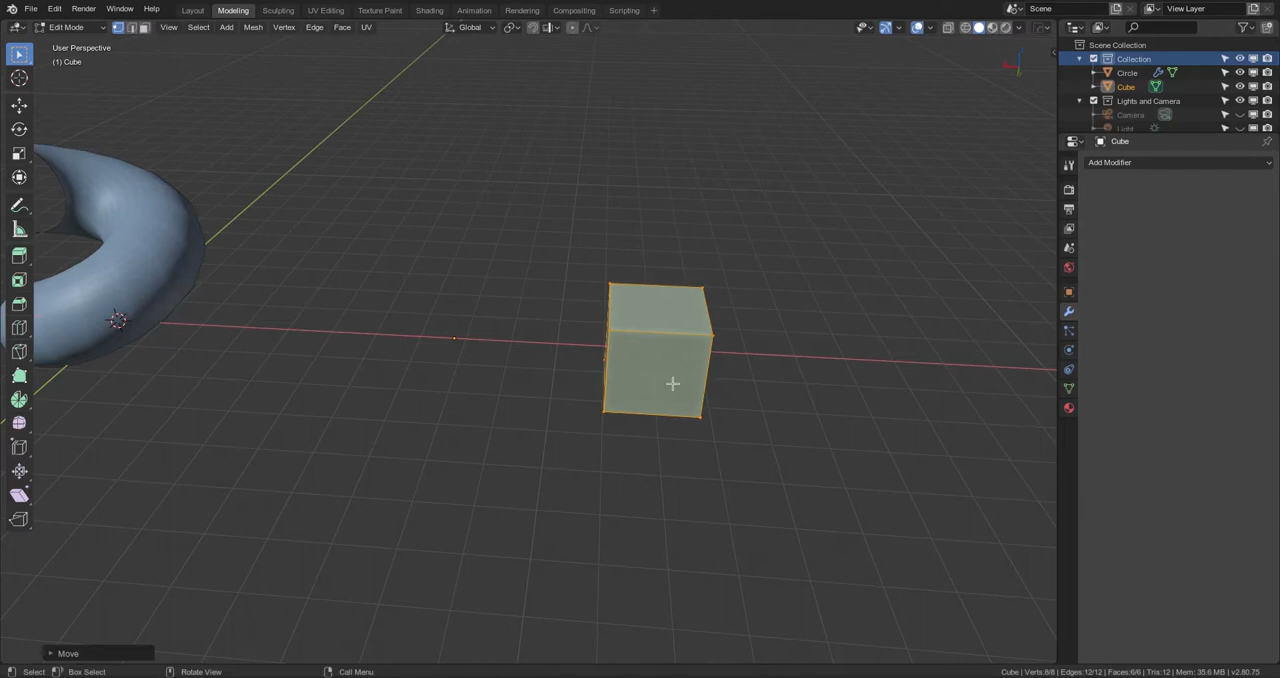 File Edit Render Window Help Layout Modeling Sculpting UV Editing Texture Paint Shading Animation Rendering Compositing Scripting + Scene View Layer
Edit Mode View Select Add Mesh Vertex Edge Face UV Global
User Perspective
(1) Cube
Scene Collection
Collection
Circle
Cube
Lights and Camera
Camera
Light
Cube
Add Modifier
Move
Select Box Select Rotate View Call Menu Cube | Verts:8/8 | Edges:12/12 | Faces:6/6 | Tris:12 | Mem: 35.6 MB | v2.80.75